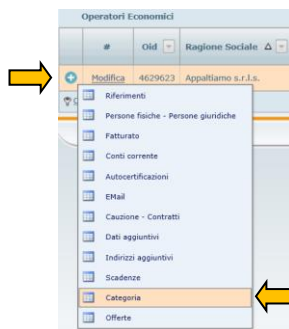 Operatori Economici
# Oid Ragione Sociale
Modifica 4629623 Appaltiamo s.r.l.s.
Riferimenti
Persone fisiche - Persone giuridiche
Fatturato
Conti corrente
Autocertificazioni
EMail
Cauzione - Contratti
Dati aggiuntivi
Indirizzi aggiuntivi
Scadenze
Categoria
Offerte